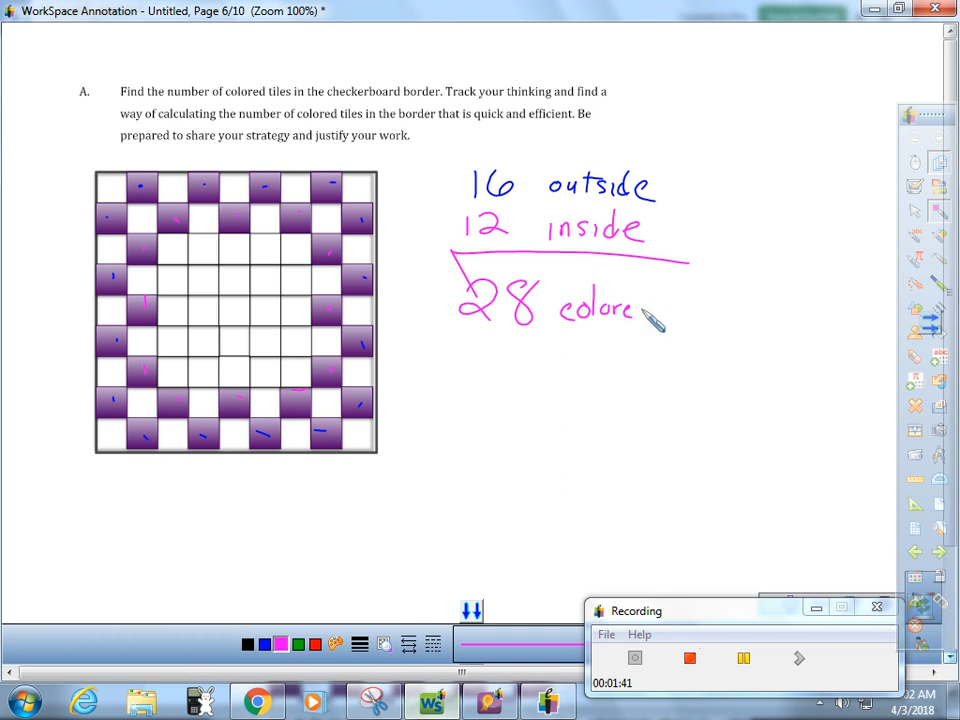 WorkSpace Annotation - Untitled, Page 6/10 (Zoom 100%) *
A. Find the number of colored tiles in the checkerboard border. Track your thinking and find a
way of calculating the number of colored tiles in the border that is quick and efficient. Be
prepared to share your strategy and justify your work.
16 outside
12 inside
28 colore
Recording
File Help
00:01:41
Ws
02 AM
4/3/2018